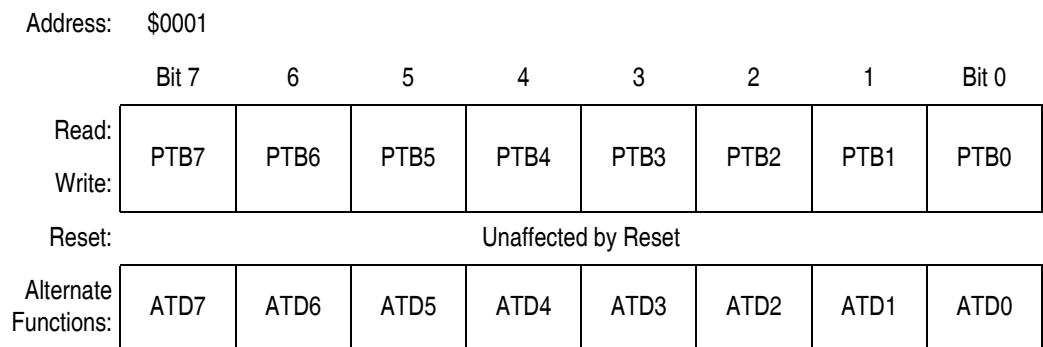 Address: $0001
Bit 7 6 5 4 3 2 1 Bit 0
Read:
PTB7 PTB6 PTB5 PTB4 PTB3 PTB2 PTB1 PTB0
Write:
Reset: Unaffected by Reset
Alternate
Functions:
ATD7 ATD6 ATD5 ATD4 ATD3 ATD2 ATD1 ATD0